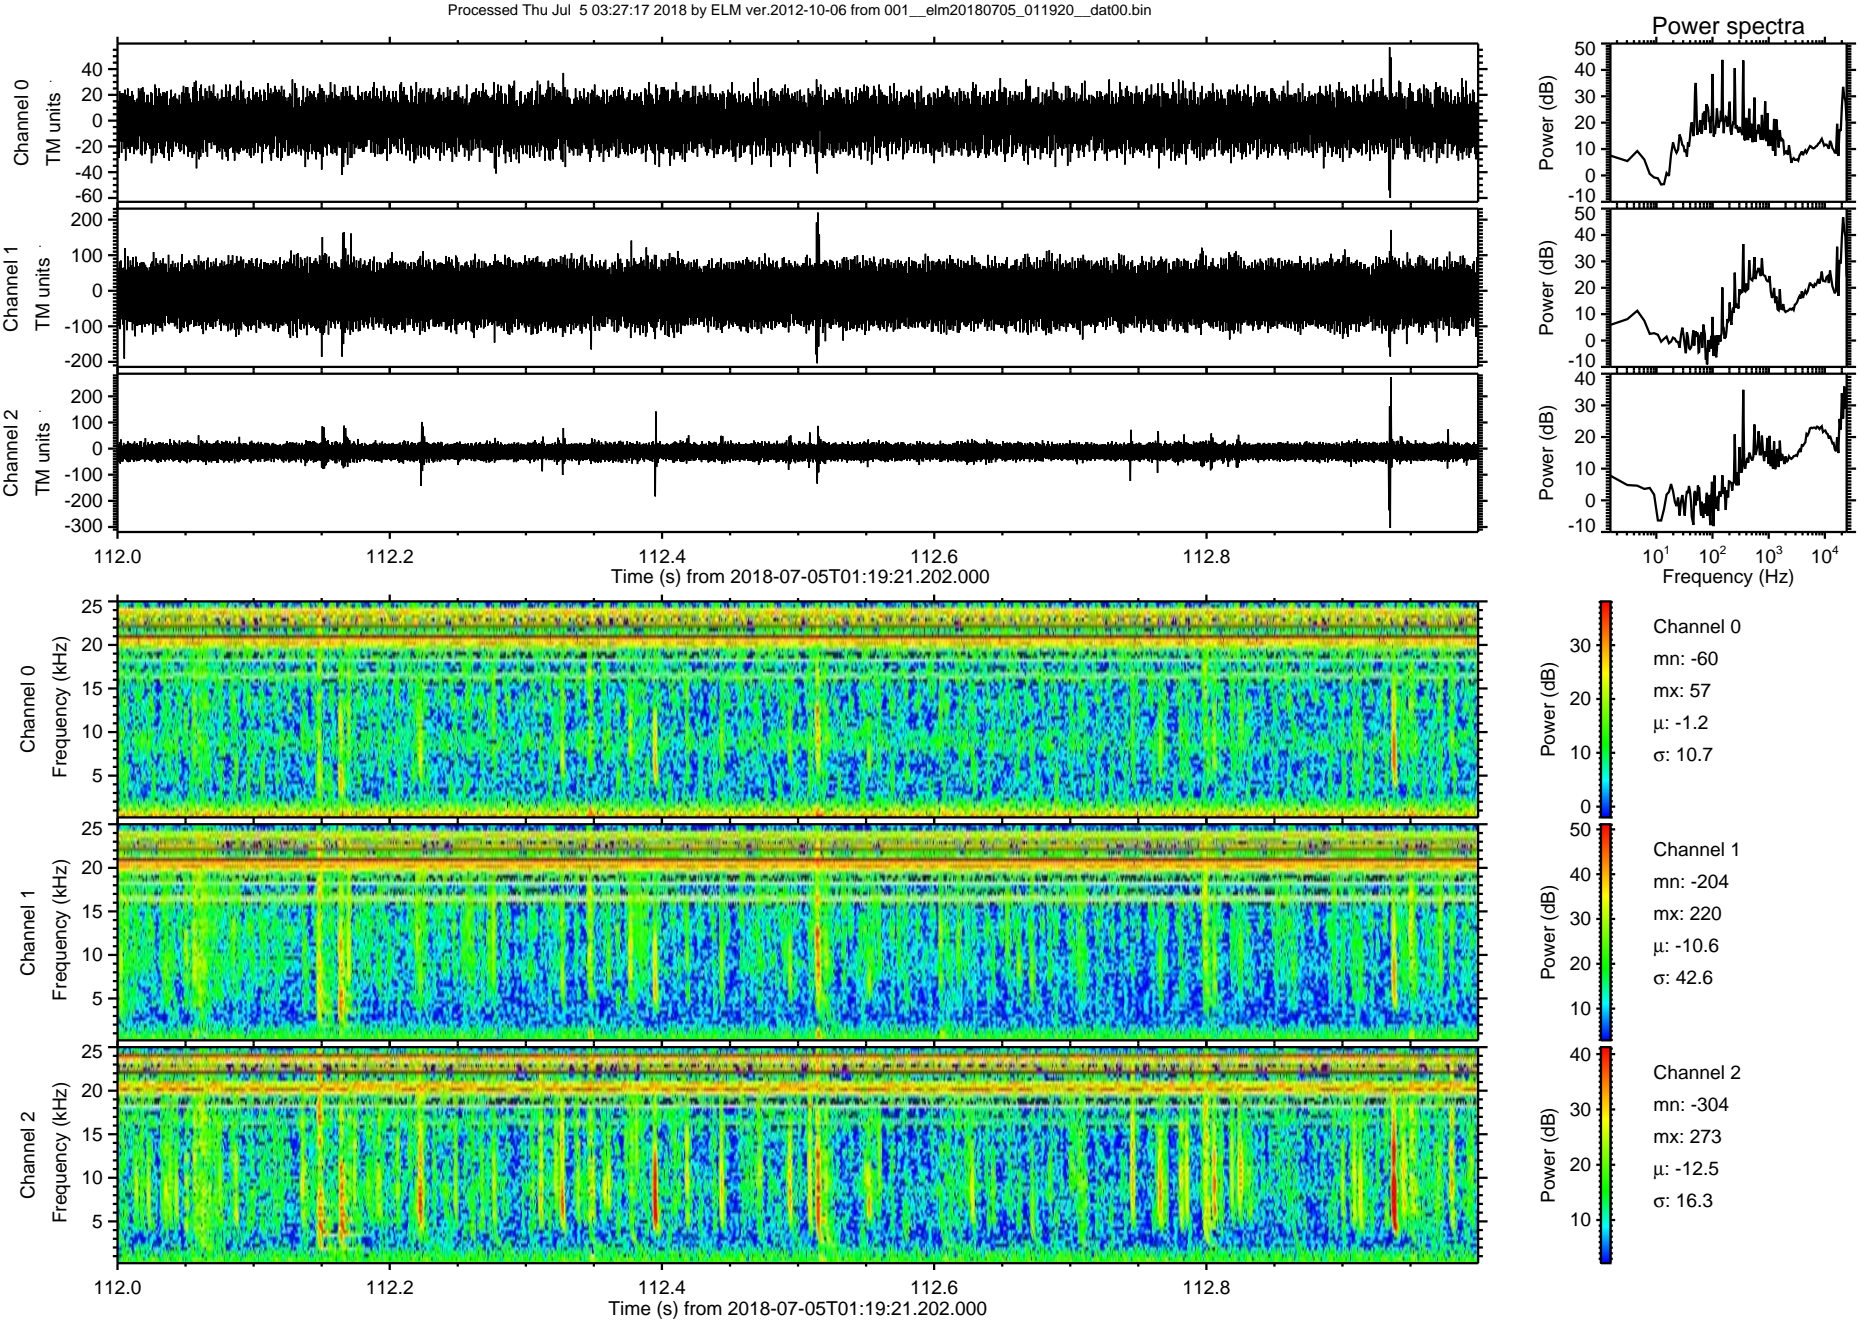 Processed Thu Jul  5 03:27:17 2018 by ELM ver.2012-10-06 from 001__elm20180705_011920__dat00.bin
Power spectra
Channel 0
TM units
40
20
0
-20
-40
-60
Power (dB)
50
40
30
20
10
0
-10
Channel 1
TM units
200
100
0
-100
-200
Power (dB)
50
40
30
20
10
0
-10
Channel 2
TM units
200
100
0
-100
-200
-300
Power (dB)
40
30
20
10
0
-10
112.0 112.2 112.4 112.6 112.8
Time (s) from 2018-07-05T01:19:21.202.000
10^1 10^2 10^3 10^4
Frequency (Hz)
Channel 0
Frequency (kHz)
25
20
15
10
5
Power (dB)
30
20
10
0
Channel 0
mn: -60
mx: 57
μ: -1.2
σ: 10.7
Channel 1
Frequency (kHz)
25
20
15
10
5
Power (dB)
50
40
30
20
10
Channel 1
mn: -204
mx: 220
μ: -10.6
σ: 42.6
Channel 2
Frequency (kHz)
25
20
15
10
5
Power (dB)
40
30
20
10
Channel 2
mn: -304
mx: 273
μ: -12.5
σ: 16.3
112.0 112.2 112.4 112.6 112.8
Time (s) from 2018-07-05T01:19:21.202.000